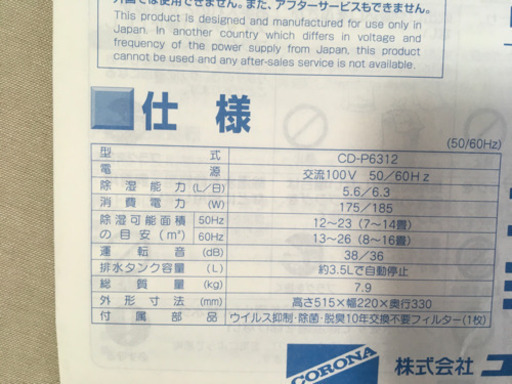 外国では使用できません。また、アフターサービスもできません。
This product is designed and manufactured for use only in
Japan. In another country which differs in voltage and
frequency of the power supply from Japan, this product
cannot be used and any after-sales service is not available.
仕様
(50/60Hz)
型式 CD-P6312
電源 交流100V 50/60Hz
除湿能力(L/日) 5.6/6.3
消費電力(W) 175/185
除湿可能面積の目安(m²) 50Hz 12〜23(7〜14畳)
60Hz 13〜26(8〜16畳)
運転音(dB) 38/36
排水タンク容量(L) 約3.5Lで自動停止
総質量(kg) 7.9
外形寸法(mm) 高さ515×幅220×奥行330
付属部品 ウイルス抑制・除菌・脱臭10年交換不要フィルター(1枚)
CORONA 株式会社